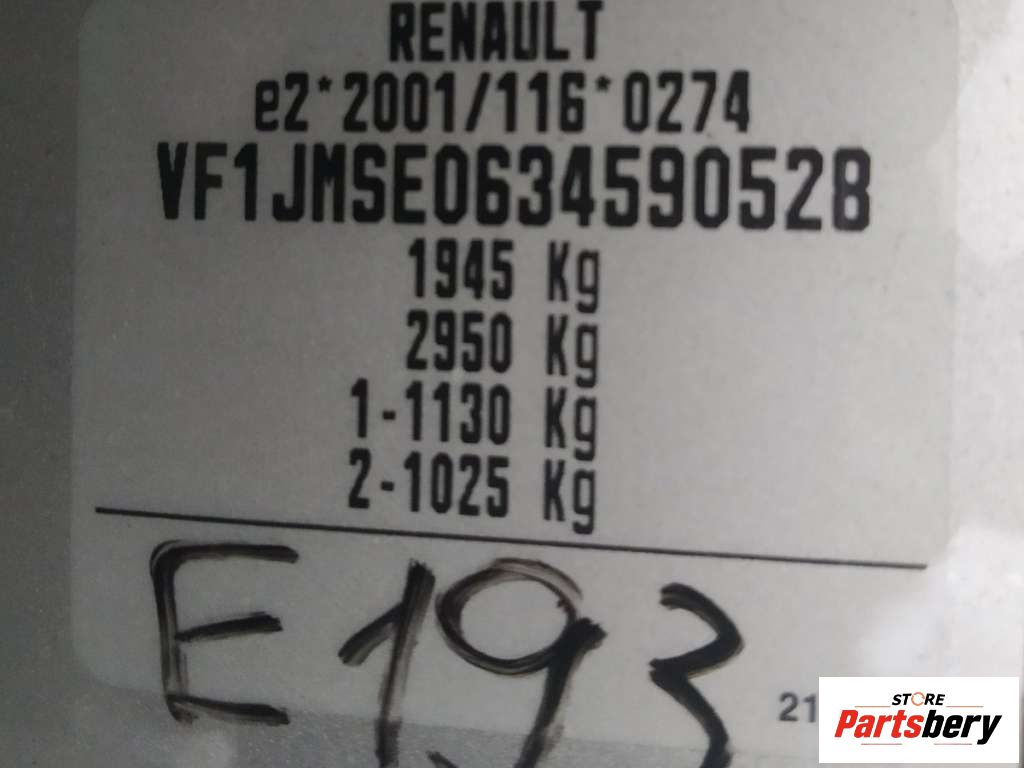 RENAULT
e2*2001/116*0274
VF1JMSE0634590528
1945 Kg
2950 Kg
1-1130 Kg
2-1025 Kg
E193
21
STORE
Partsbery